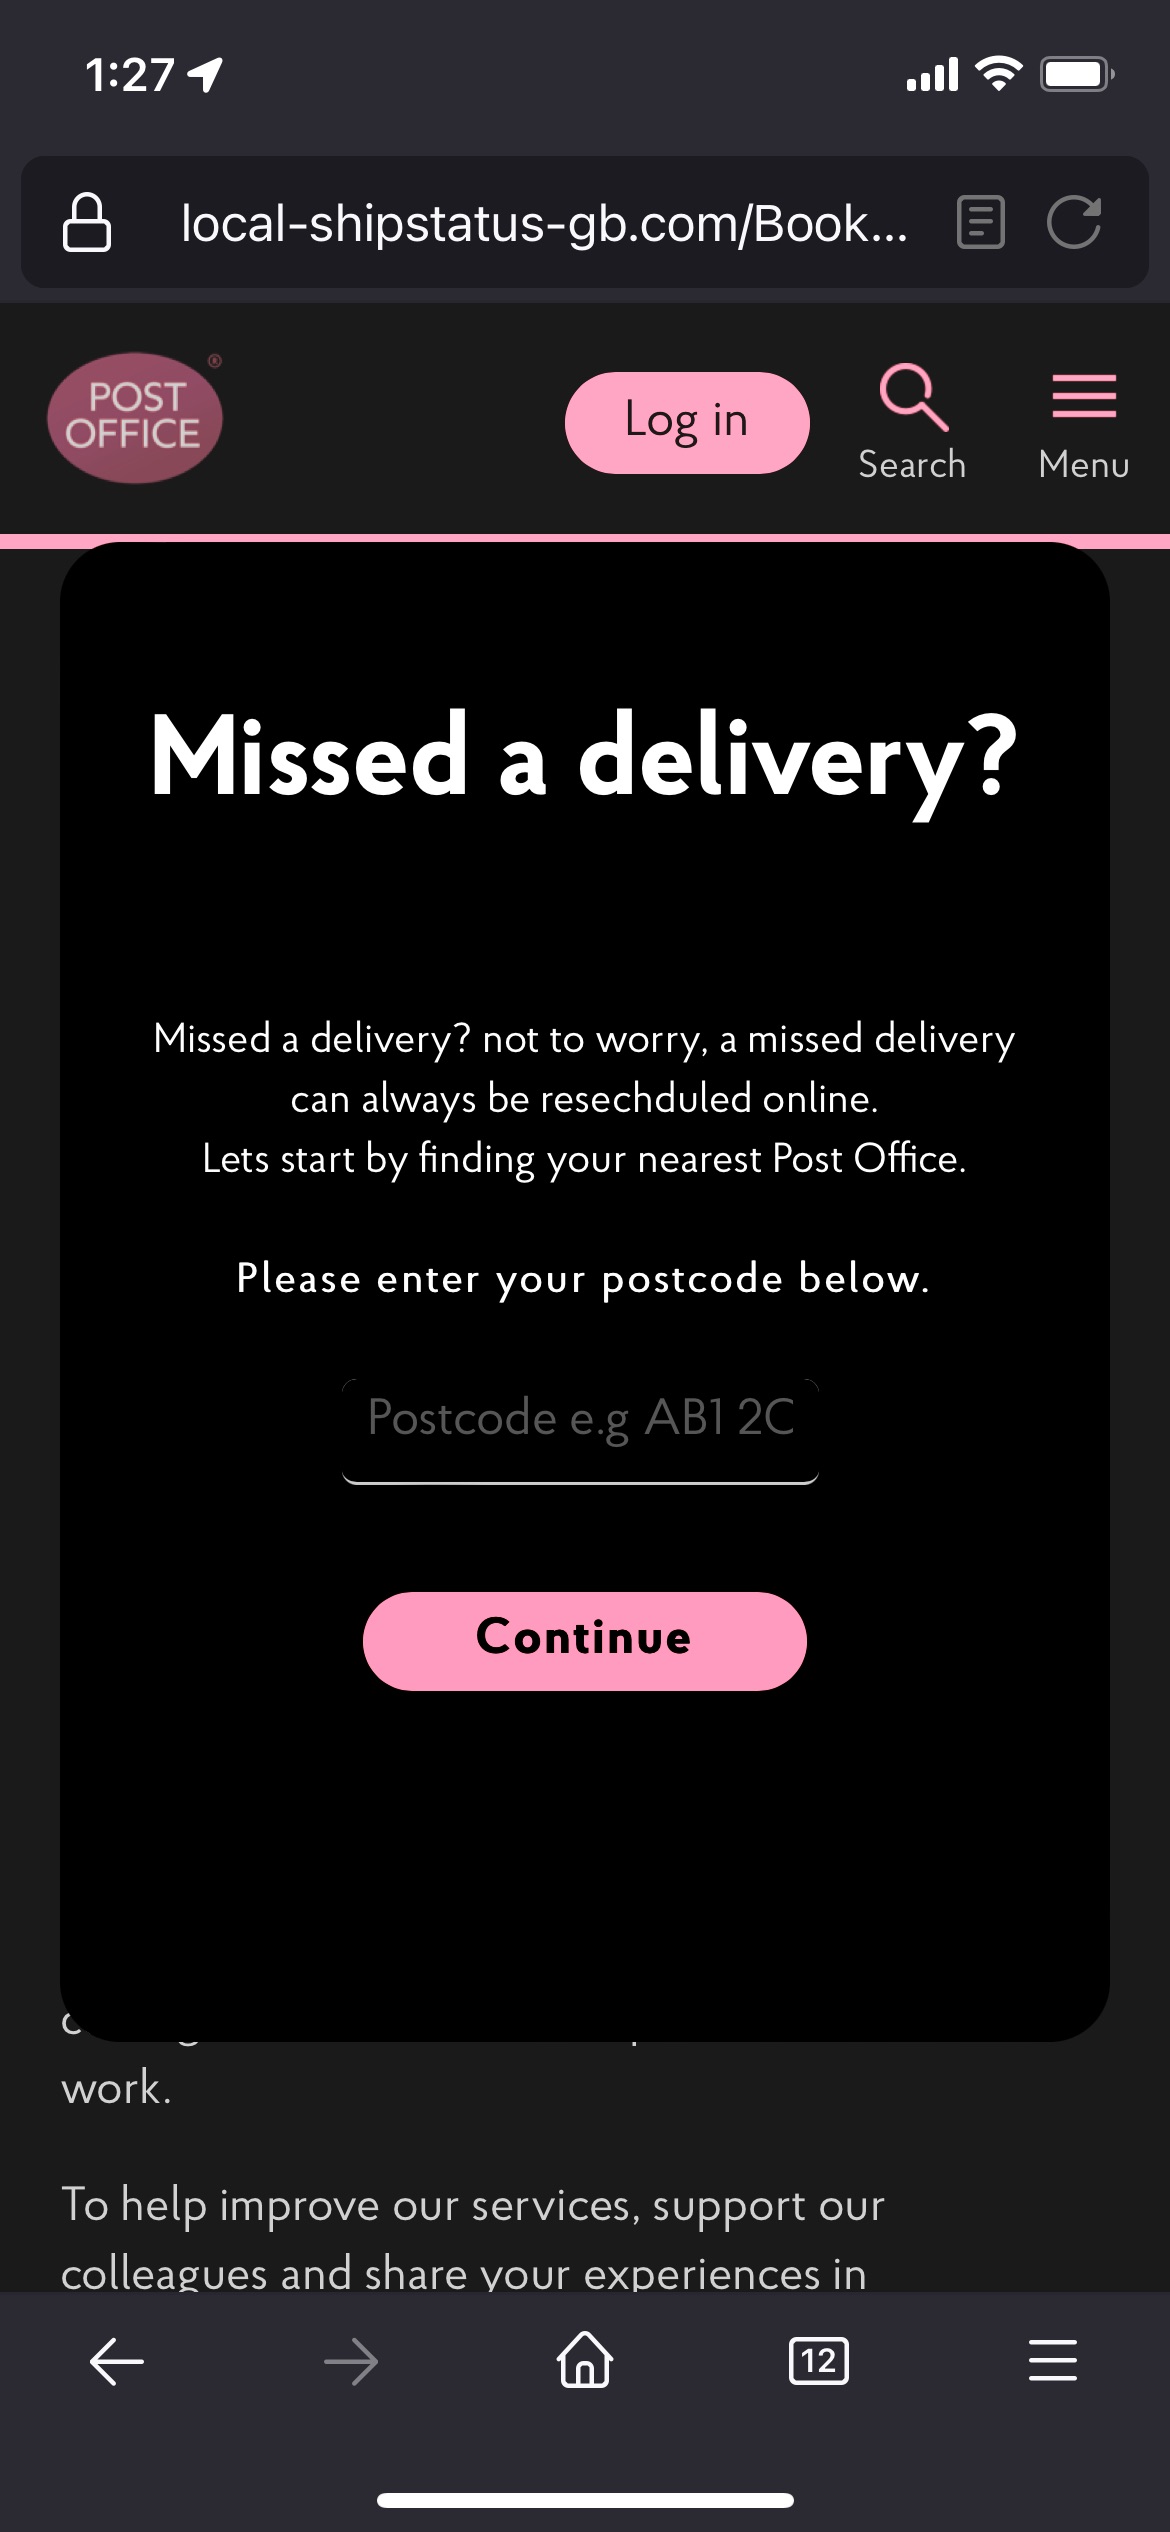 1:27
local-shipstatus-gb.com/Book...
POST
OFFICE
®
Log in
Search
Menu
Missed a delivery?
Missed a delivery? not to worry, a missed delivery
can always be resechduled online.
Lets start by finding your nearest Post Office.
Please enter your postcode below.
Postcode e.g AB1 2C
Continue
work.
To help improve our services, support our
colleagues and share your experiences in
12